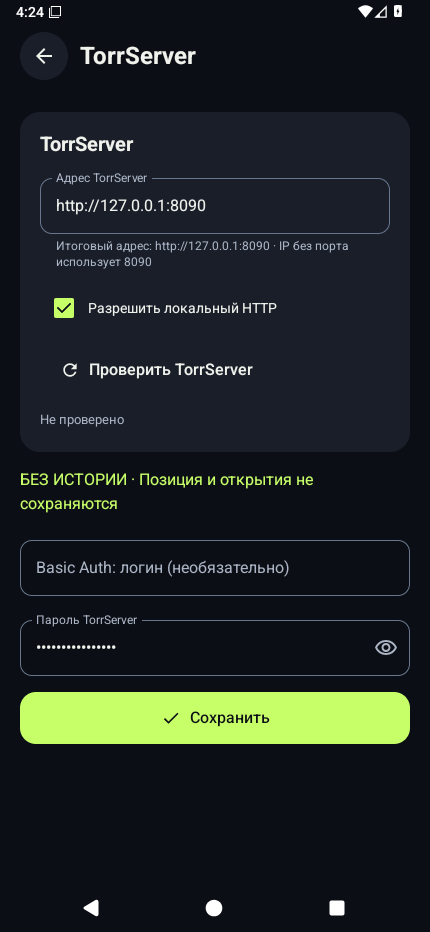 4:24
TorrServer
TorrServer
Адрес TorrServer
http://127.0.0.1:8090
Итоговый адрес: http://127.0.0.1:8090 · IP без порта
использует 8090
Разрешить локальный HTTP
Проверить TorrServer
Не проверено
БЕЗ ИСТОРИИ · Позиция и открытия не
сохраняются
Basic Auth: логин (необязательно)
Пароль TorrServer
••••••••••••••••
Сохранить